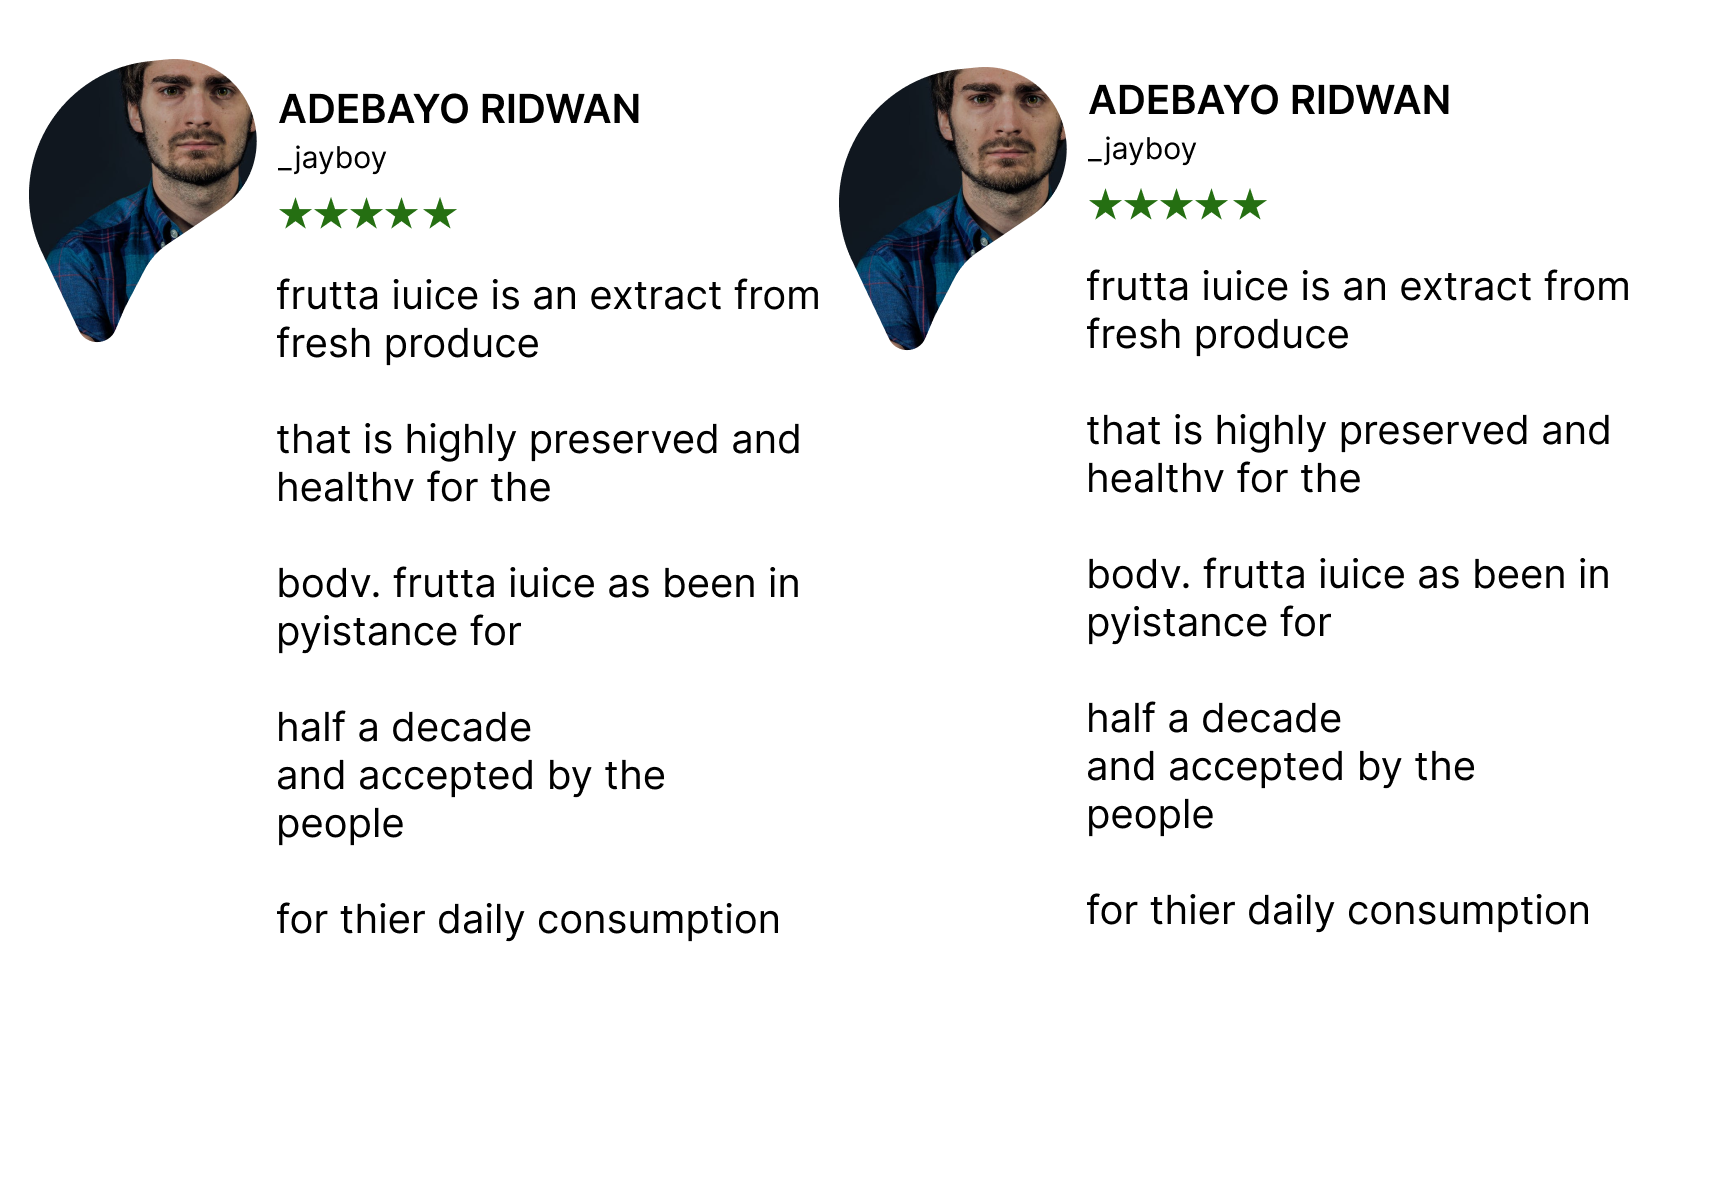 ADEBAYO RIDWAN
_jayboy
★★★★★
frutta iuice is an extract from
fresh produce
that is highly preserved and
healthv for the
bodv. frutta iuice as been in
pyistance for
half a decade
and accepted by the
people
for thier daily consumption
ADEBAYO RIDWAN
_jayboy
★★★★★
frutta iuice is an extract from
fresh produce
that is highly preserved and
healthv for the
bodv. frutta iuice as been in
pyistance for
half a decade
and accepted by the
people
for thier daily consumption